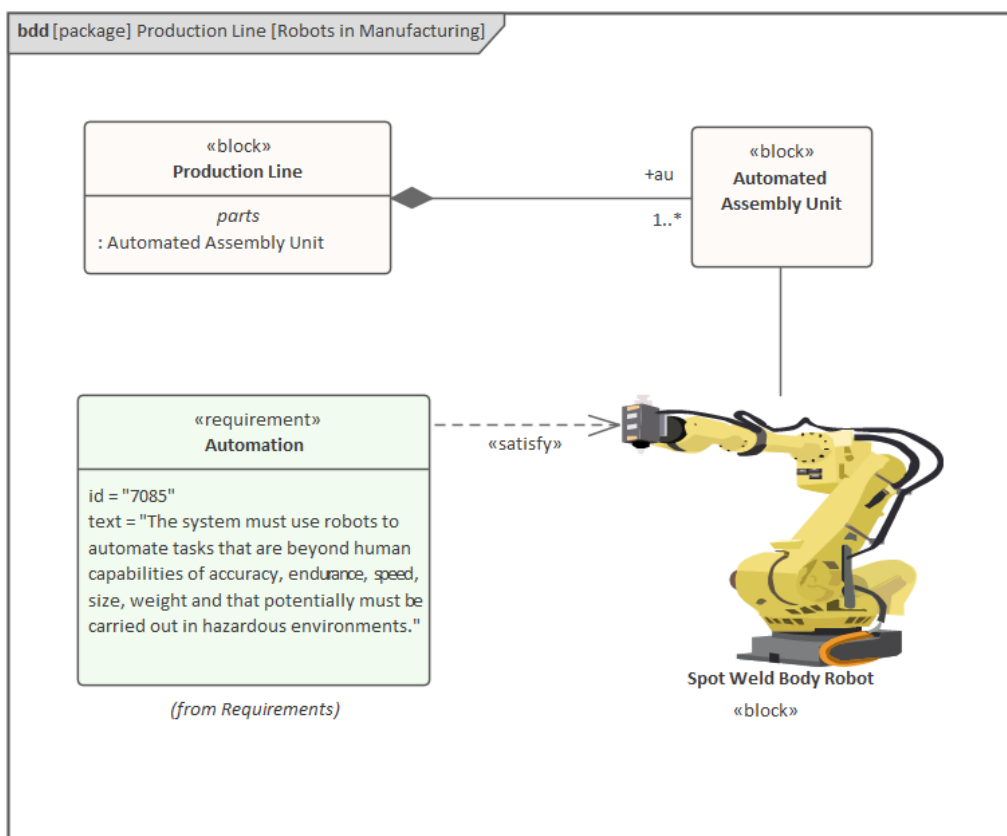 bdd [package] Production Line [Robots in Manufacturing]
«block»
Production Line
parts
: Automated Assembly Unit
+au
1..*
«block»
Automated
Assembly Unit
«requirement»
Automation
id = "7085"
text = "The system must use robots to
automate tasks that are beyond human
capabilities of accuracy, endurance, speed,
size, weight and that potentially must be
carried out in hazardous environments."
(from Requirements)
«satisfy»
Spot Weld Body Robot
«block»